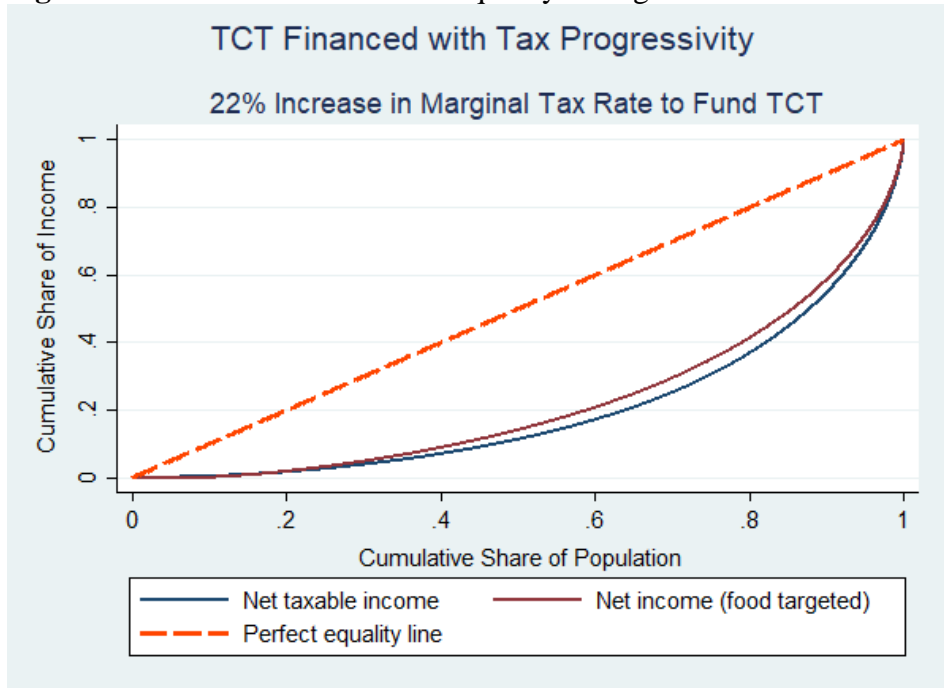 TCT Financed with Tax Progressivity
22% Increase in Marginal Tax Rate to Fund TCT
Cumulative Share of Income
1
.8
.6
.4
.2
0
0 .2 .4 .6 .8 1
Cumulative Share of Population
Net taxable income Net income (food targeted)
Perfect equality line